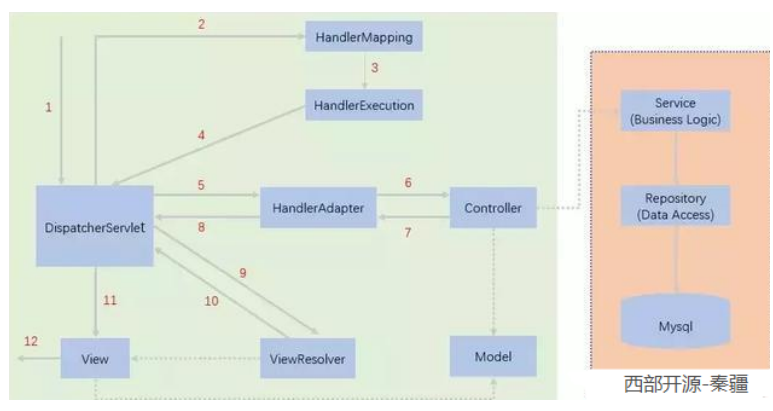 2
HandlerMapping
1
3
HandlerExecution
Service
(Business Logic)
4
5
6
DispatcherServlet
HandlerAdapter
Controller
Repository
(Data Access)
8
7
9
10
11
Mysql
12
View
ViewResolver
Model
西部开源-秦疆